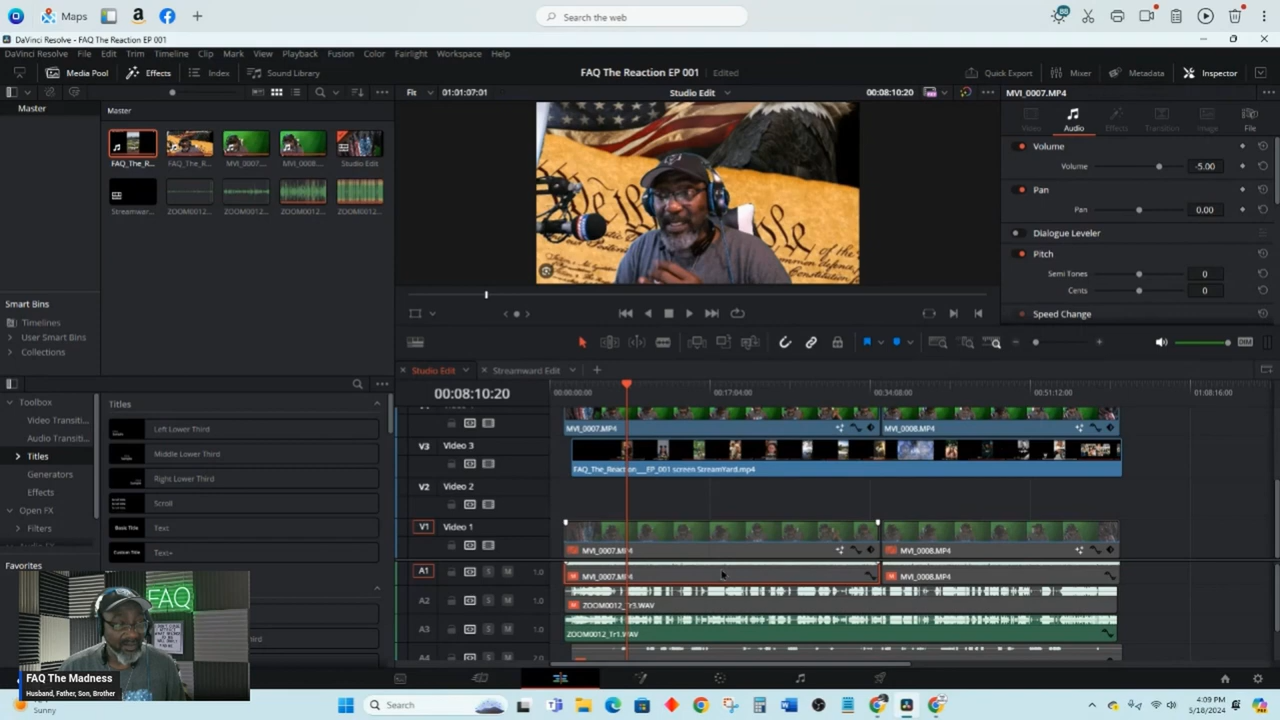 Maps
Search the web
88
DaVinci Resolve - FAQ The Reaction EP 001
DaVinci Resolve File Edit Trim Timeline Clip Mark View Playback Fusion Color Fairlight Workspace Help
Media Pool Effects Index Sound Library
FAQ The Reaction EP 001 Edited
Quick Export Mixer Metadata Inspector
Fit 01:01:07:01 Studio Edit 00:08:10:20
MVI_0007.MP4
Master
Master
Video Audio Effects Transition Image File
FAQ_The_R... FAQ_The_R... MVI_0007.... MVI_0008.... Studio Edit
Streamwar... ZOOM0012... ZOOM0012... ZOOM0012... ZOOM0012...
Volume
Volume -5.00
Pan
Pan 0.00
Dialogue Leveler
Pitch
Semi Tones 0
Cents 0
Speed Change
Smart Bins
Timelines
User Smart Bins
Collections
DIM
Studio Edit Streamward Edit
00:08:10:20
00:00:00:00 00:17:04:00 00:34:08:00 00:51:12:00 01:08:16:00
Toolbox
Video Transiti...
Audio Transiti...
Titles
Generators
Effects
Open FX
Filters
Favorites
Titles
Left Lower Third
Middle Lower Third
Right Lower Third
Scroll
Basic Title Text
Custom Title Text+
MVI_0007.MP4 MVI_0008.MP4
V3 Video 3
FAQ_The_Reaction___EP_001 screen StreamYard.mp4
V2 Video 2
V1 Video 1
MVI_0007.MP4 MVI_0008.MP4
A1 S M 1.0
MVI_0007.MP4 MVI_0008.MP4
A2 S M 1.0
ZOOM0012_Tr3.WAV
A3 S M 1.0
ZOOM0012_Tr1.WAV
A4 2.0
FAQ
FAQ The Madness
Husband, Father, Son, Brother
Sunny
Search
4:09 PM
5/18/2024